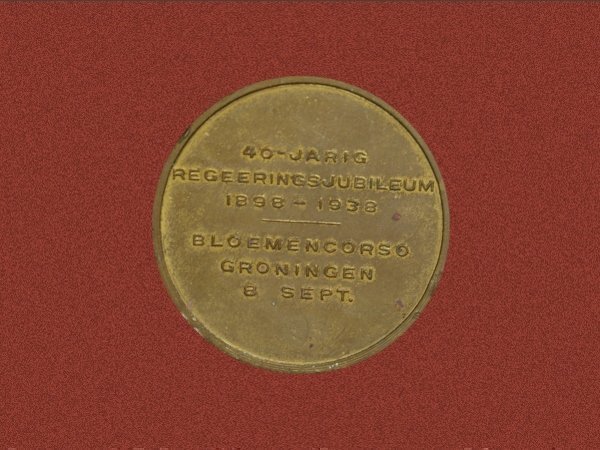 40-JARIG
REGEERINGSJUBILEUM
1898 - 1938
BLOEMENCORSO
GRONINGEN
8 SEPT.